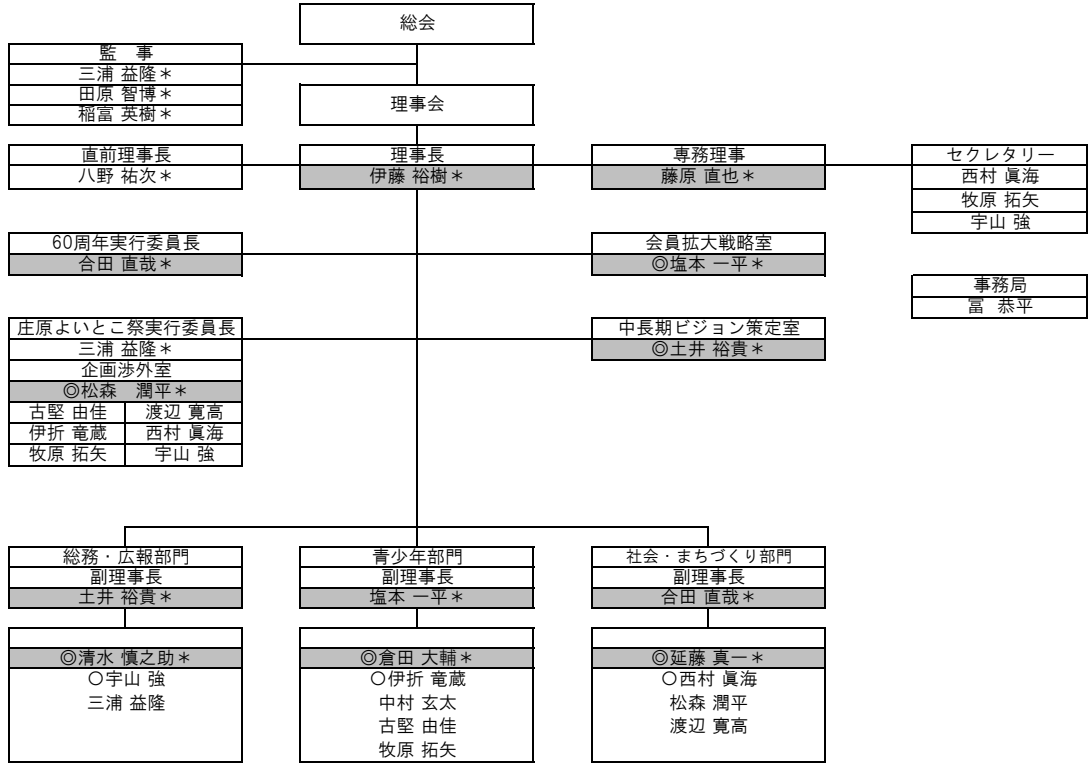 総会
監　事
三浦 益隆＊
田原 智博＊
稲富 英樹＊
理事会
直前理事長
八野 祐次＊
理事長
伊藤 裕樹＊
専務理事
藤原 直也＊
セクレタリー
西村 眞海
牧原 拓矢
宇山 強
60周年実行委員長
合田 直哉＊
会員拡大戦略室
◎塩本 一平＊
事務局
冨 恭平
庄原よいとこ祭実行委員長
三浦 益隆＊
企画渉外室
◎松森　潤平＊
古堅 由佳 渡辺 寛高
伊折 竜蔵 西村 眞海
牧原 拓矢 宇山 強
中長期ビジョン策定室
◎土井 裕貴＊
総務・広報部門
副理事長
土井 裕貴＊
◎清水 慎之助＊
〇宇山 強
三浦 益隆
青少年部門
副理事長
塩本 一平＊
◎倉田 大輔＊
〇伊折 竜蔵
中村 玄太
古堅 由佳
牧原 拓矢
社会・まちづくり部門
副理事長
合田 直哉＊
◎延藤 真一＊
〇西村 眞海
松森 潤平
渡辺 寛高